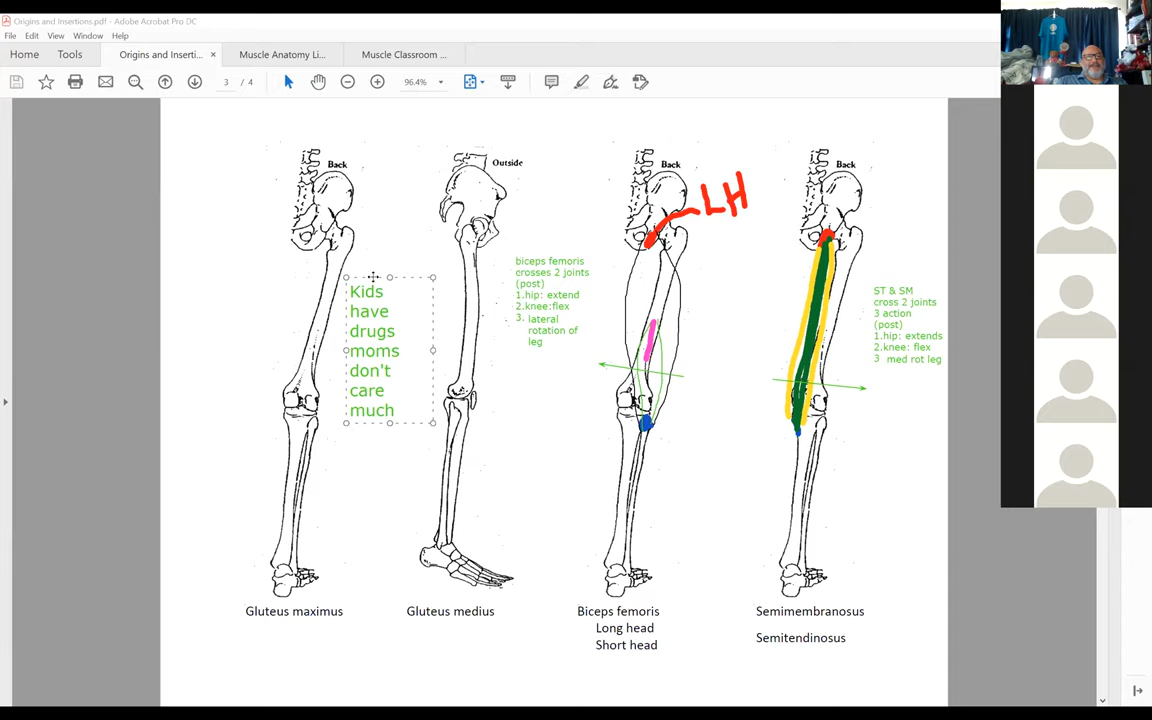 Origins and Insertions.pdf - Adobe Acrobat Pro DC
File Edit View Window Help
Home Tools Origins and Inserti... × Muscle Anatomy Li... Muscle Classroom ...
3 / 4 96.4%
Back Outside Back Back
LH
biceps femoris
crosses 2 joints
(post)
1.hip: extend
2.knee:flex
3. lateral
rotation of
leg
Kids
have
drugs
moms
don't
care
much
ST & SM
cross 2 joints
3 action
(post)
1.hip: extends
2.knee: flex
3 med rot leg
Gluteus maximus Gluteus medius Biceps femoris Semimembranosus
Long head
Short head
Semitendinosus